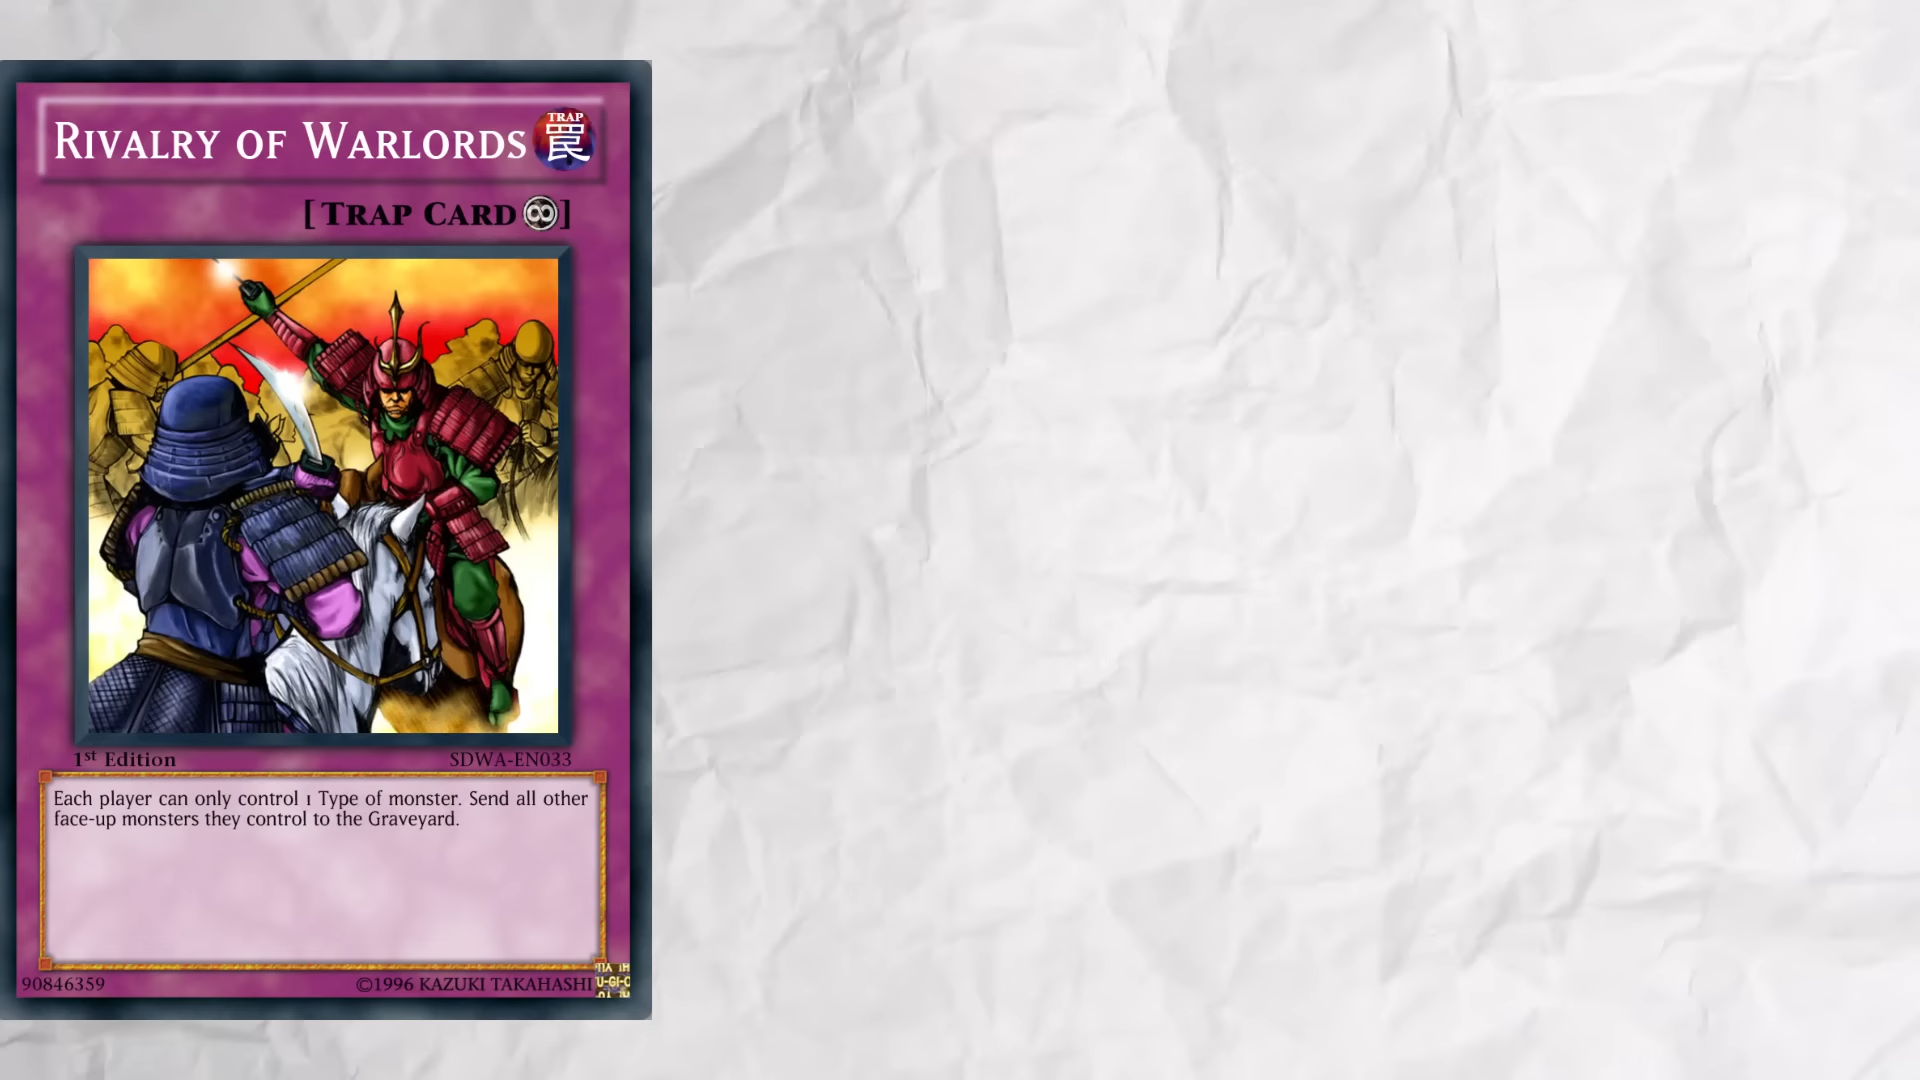 RIVALRY OF WARLORDS
TRAP
罠
[TRAP CARD]
1st Edition
SDWA-EN033
Each player can only control 1 Type of monster. Send all other
face-up monsters they control to the Graveyard.
90846359
©1996 KAZUKI TAKAHASHI